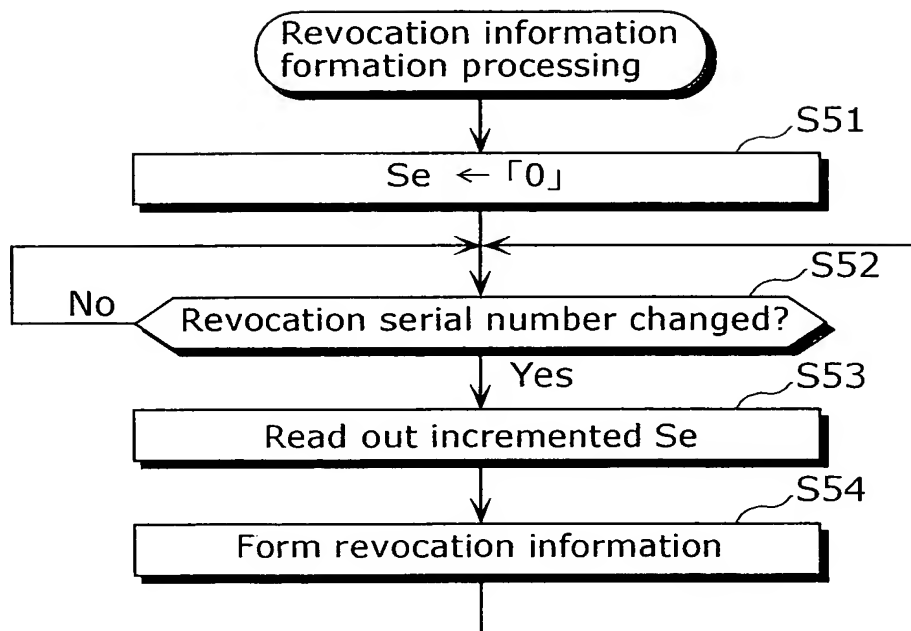 Revocation information
formation processing
S51
Se ← 「0」
S52
No
Revocation serial number changed?
Yes
S53
Read out incremented Se
S54
Form revocation information